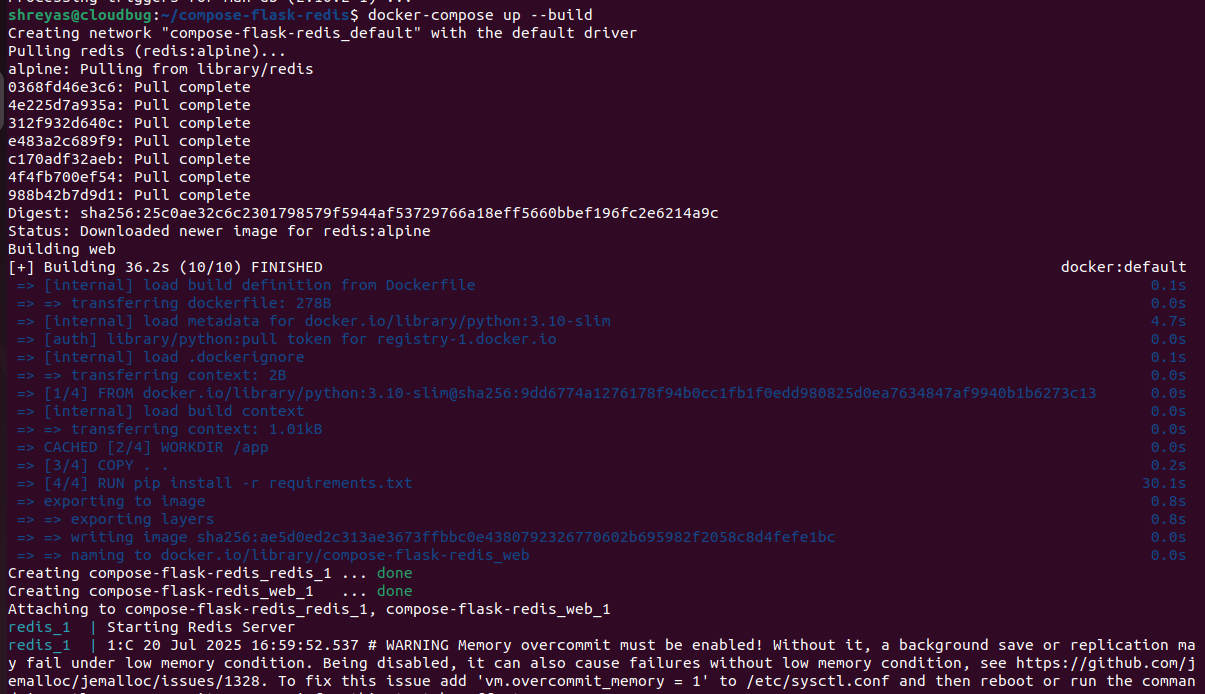 shreyas@cloudbug:~/compose-flask-redis$ docker-compose up --build
Creating network "compose-flask-redis_default" with the default driver
Pulling redis (redis:alpine)...
alpine: Pulling from library/redis
0368fd46e3c6: Pull complete
4e225d7a935a: Pull complete
312f932d640c: Pull complete
e483a2c689f9: Pull complete
c170adf32aeb: Pull complete
4f4fb700ef54: Pull complete
988b42b7d9d1: Pull complete
Digest: sha256:25c0ae32c6c2301798579f5944af53729766a18eff5660bbef196fc2e6214a9c
Status: Downloaded newer image for redis:alpine
Building web
[+] Building 36.2s (10/10) FINISHED docker:default
=> [internal] load build definition from Dockerfile 0.1s
=> => transferring dockerfile: 278B 0.0s
=> [internal] load metadata for docker.io/library/python:3.10-slim 4.7s
=> [auth] library/python:pull token for registry-1.docker.io 0.0s
=> [internal] load .dockerignore 0.1s
=> => transferring context: 2B 0.0s
=> [1/4] FROM docker.io/library/python:3.10-slim@sha256:9dd6774a1276178f94b0cc1fb1f0edd980825d0ea7634847af9940b1b6273c13 0.0s
=> [internal] load build context 0.0s
=> => transferring context: 1.01kB 0.0s
=> CACHED [2/4] WORKDIR /app 0.0s
=> [3/4] COPY . . 0.2s
=> [4/4] RUN pip install -r requirements.txt 30.1s
=> exporting to image 0.8s
=> => exporting layers 0.8s
=> => writing image sha256:ae5d0ed2c313ae3673ffbbc0e4380792326770602b695982f2058c8d4fefe1bc 0.0s
=> => naming to docker.io/library/compose-flask-redis_web 0.0s
Creating compose-flask-redis_redis_1 ... done
Creating compose-flask-redis_web_1   ... done
Attaching to compose-flask-redis_redis_1, compose-flask-redis_web_1
redis_1  | Starting Redis Server
redis_1  | 1:C 20 Jul 2025 16:59:52.537 # WARNING Memory overcommit must be enabled! Without it, a background save or replication ma
y fail under low memory condition. Being disabled, it can also cause failures without low memory condition, see https://github.com/j
emalloc/jemalloc/issues/1328. To fix this issue add 'vm.overcommit_memory = 1' to /etc/sysctl.conf and then reboot or run the comman